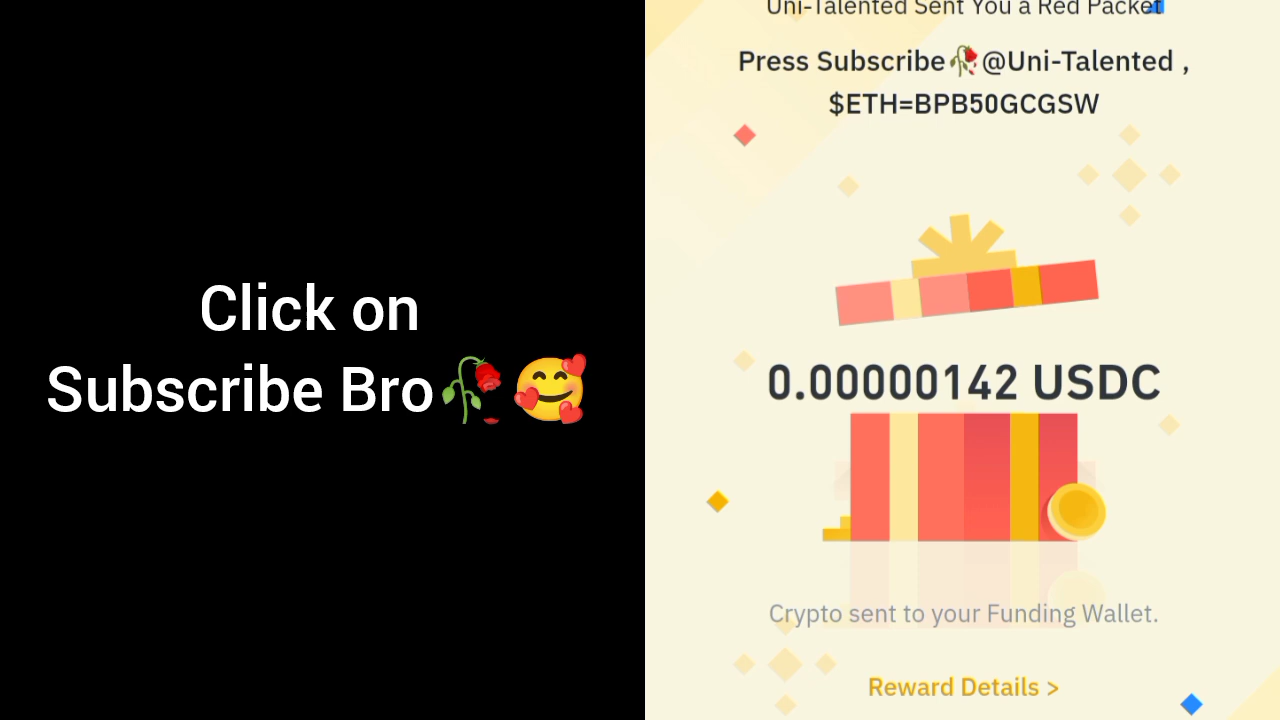 Click on
Subscribe Bro🥀🥰
Uni-Talented Sent You a Red Packet
Press Subscribe🥀@Uni-Talented ,
$ETH=BPB50GCGSW
0.00000142 USDC
Crypto sent to your Funding Wallet.
Reward Details >